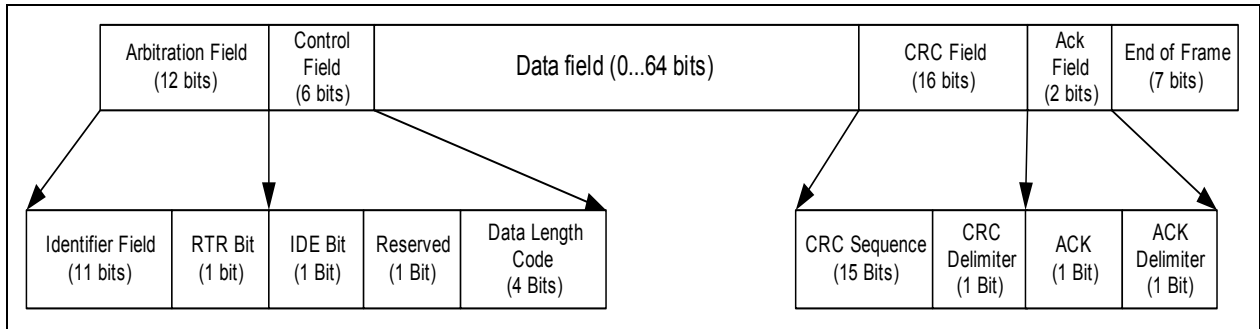 Arbitration Field
(12 bits)
Control
Field
(6 bits)
Data field (0...64 bits)
CRC Field
(16 bits)
Ack
Field
(2 bits)
End of Frame
(7 bits)
Identifier Field
(11 bits)
RTR Bit
(1 bit)
IDE Bit
(1 Bit)
Reserved
(1 Bit)
Data Length
Code
(4 Bits)
CRC Sequence
(15 Bits)
CRC
Delimiter
(1 Bit)
ACK
(1 Bit)
ACK
Delimiter
(1 Bit)